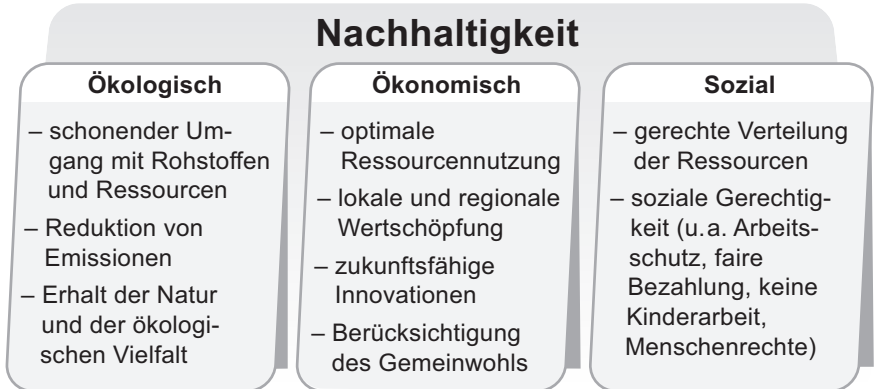 Nachhaltigkeit
Ökologisch
– schonender Um-
gang mit Rohstoffen
und Ressourcen
– Reduktion von
Emissionen
– Erhalt der Natur
und der ökologi-
schen Vielfalt
Ökonomisch
– optimale
Ressourcennutzung
– lokale und regionale
Wertschöpfung
– zukunftsfähige
Innovationen
– Berücksichtigung
des Gemeinwohls
Sozial
– gerechte Verteilung
der Ressourcen
– soziale Gerechtig-
keit (u. a. Arbeits-
schutz, faire
Bezahlung, keine
Kinderarbeit,
Menschenrechte)